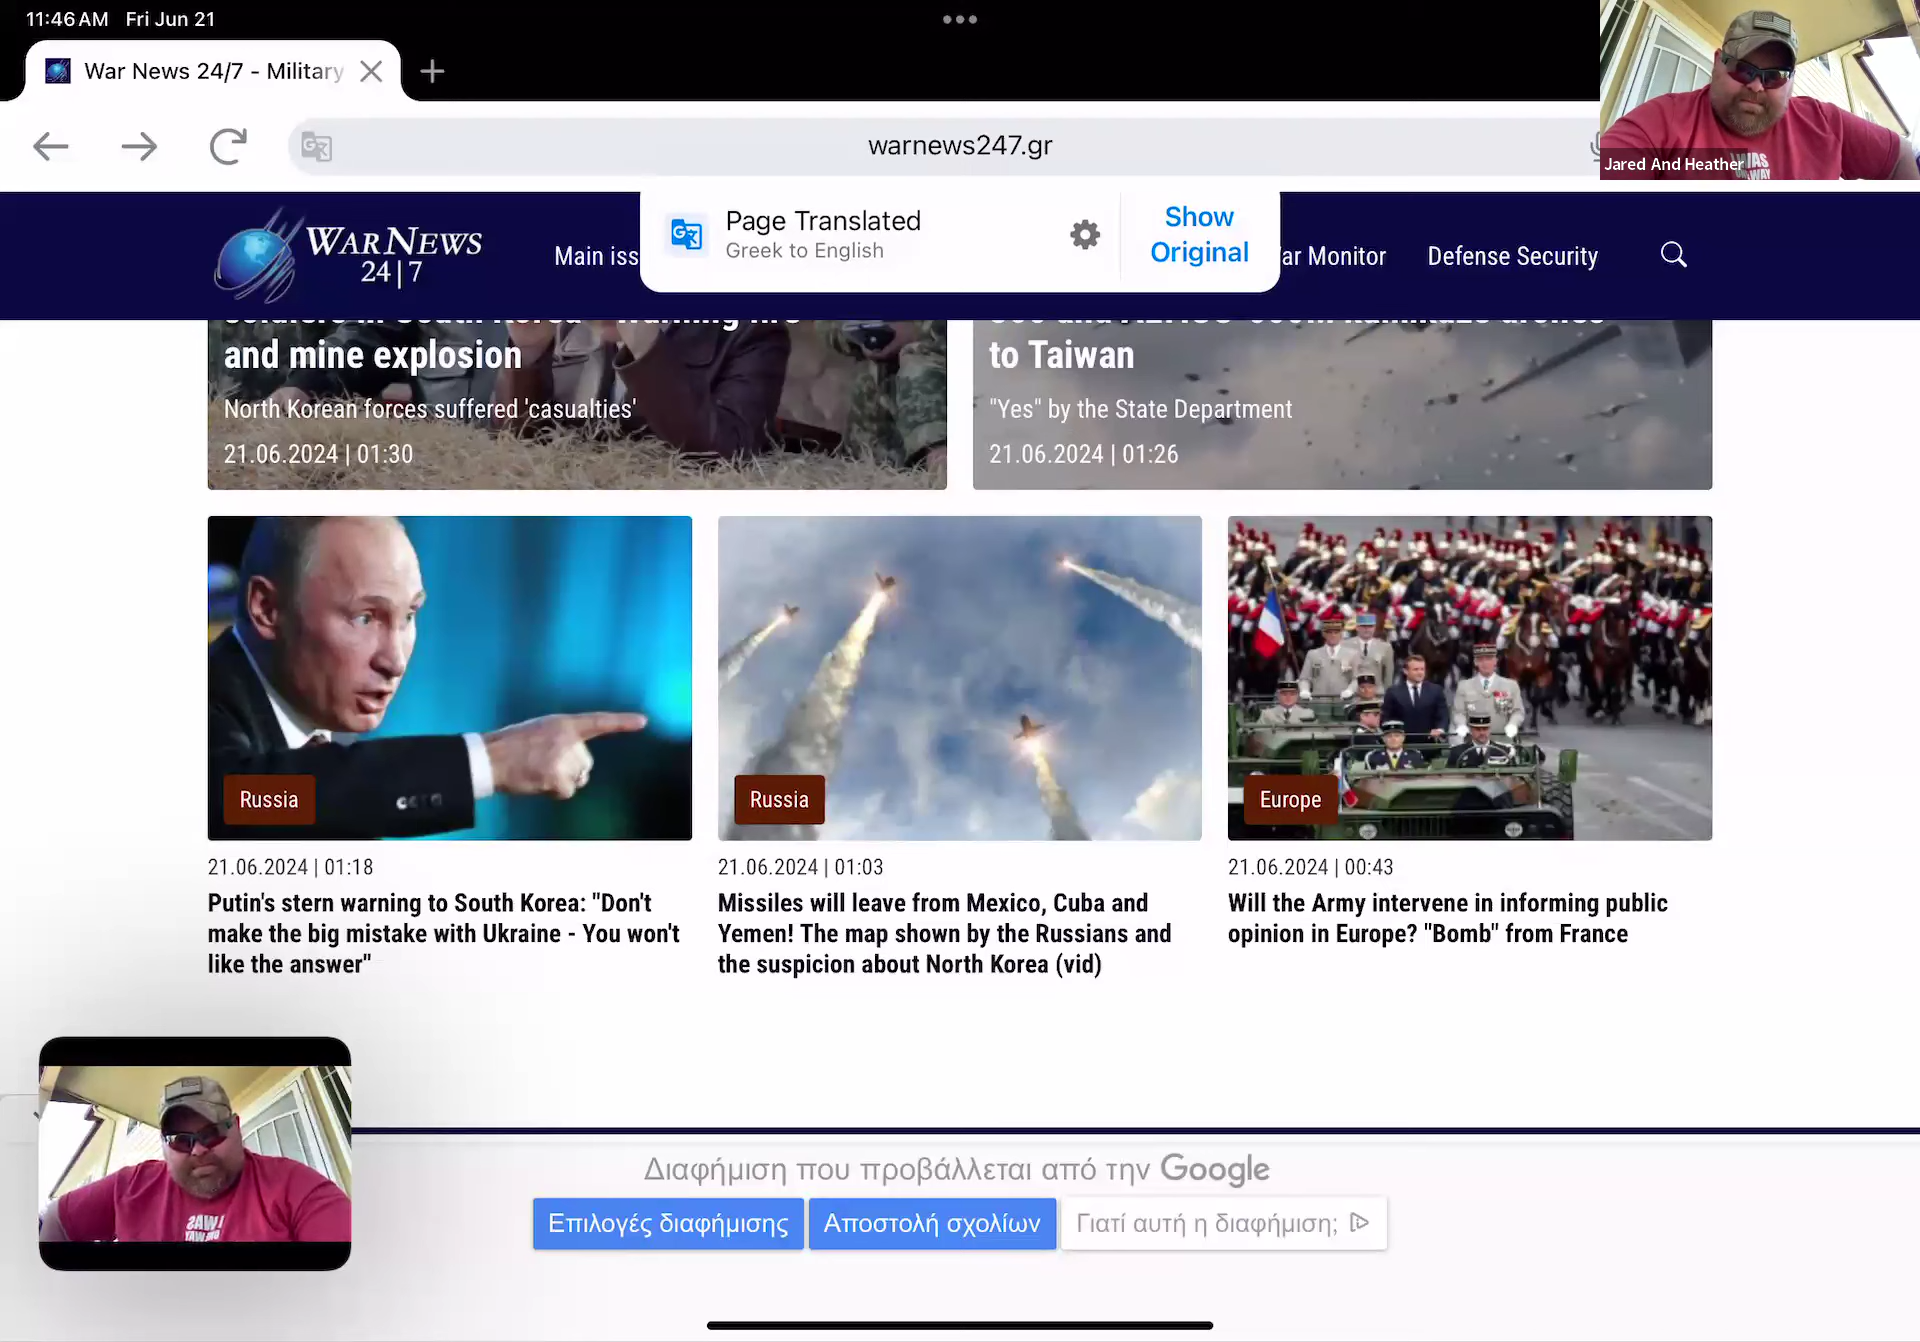 11:46 AM Fri Jun 21
War News 24/7 - Military
warnews247.gr
Jared And Heather
Page Translated
Greek to English
Show
Original
WAR NEWS
24|7
Main iss
ar Monitor
Defense Security
and mine explosion
North Korean forces suffered 'casualties'
21.06.2024 | 01:30
to Taiwan
"Yes" by the State Department
21.06.2024 | 01:26
Russia
21.06.2024 | 01:18
Putin's stern warning to South Korea: "Don't
make the big mistake with Ukraine - You won't
like the answer"
Russia
21.06.2024 | 01:03
Missiles will leave from Mexico, Cuba and
Yemen! The map shown by the Russians and
the suspicion about North Korea (vid)
Europe
21.06.2024 | 00:43
Will the Army intervene in informing public
opinion in Europe? "Bomb" from France
Διαφήμιση που προβάλλεται από την Google
Επιλογές διαφήμισης
Αποστολή σχολίων
Γιατί αυτή η διαφήμιση;